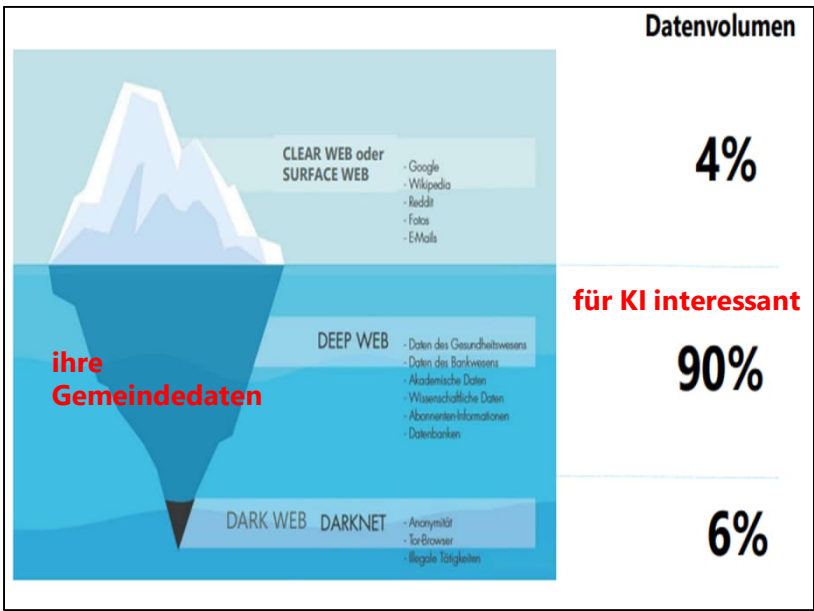 Datenvolumen
CLEAR WEB oder
SURFACE WEB
- Google
- Wikipedia
- Reddit
- Fotos
- E-Mails
4%
für KI interessant
DEEP WEB
- Daten des Gesundheitswesens
- Daten des Bankwesens
- Akademische Daten
- Wissenschaftliche Daten
- Abonnenten-Informationen
- Datenbanken
90%
ihre
Gemeindedaten
DARK WEB DARKNET
- Anonymität
- Tor-Browser
- Illegale Tätigkeiten
6%